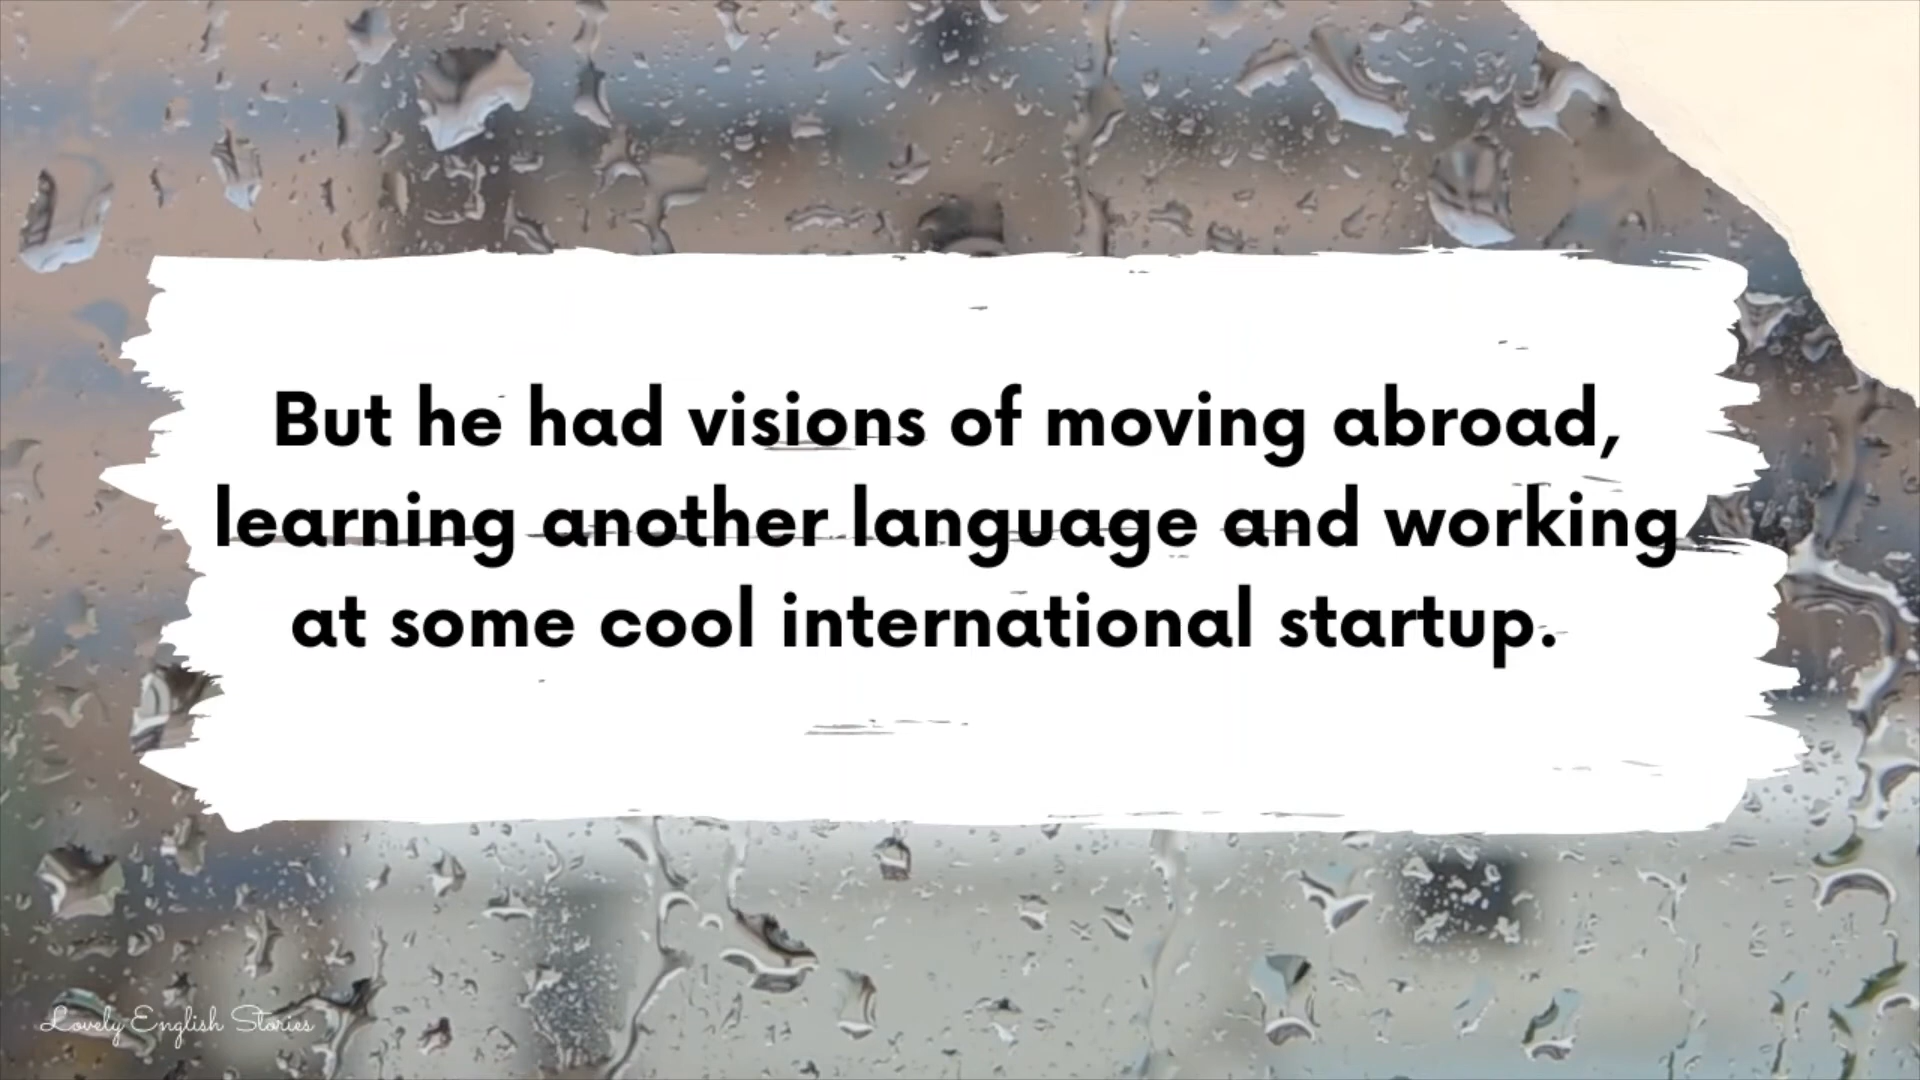 But he had visions of moving abroad,
learning another language and working
at some cool international startup.
Lovely English Stories